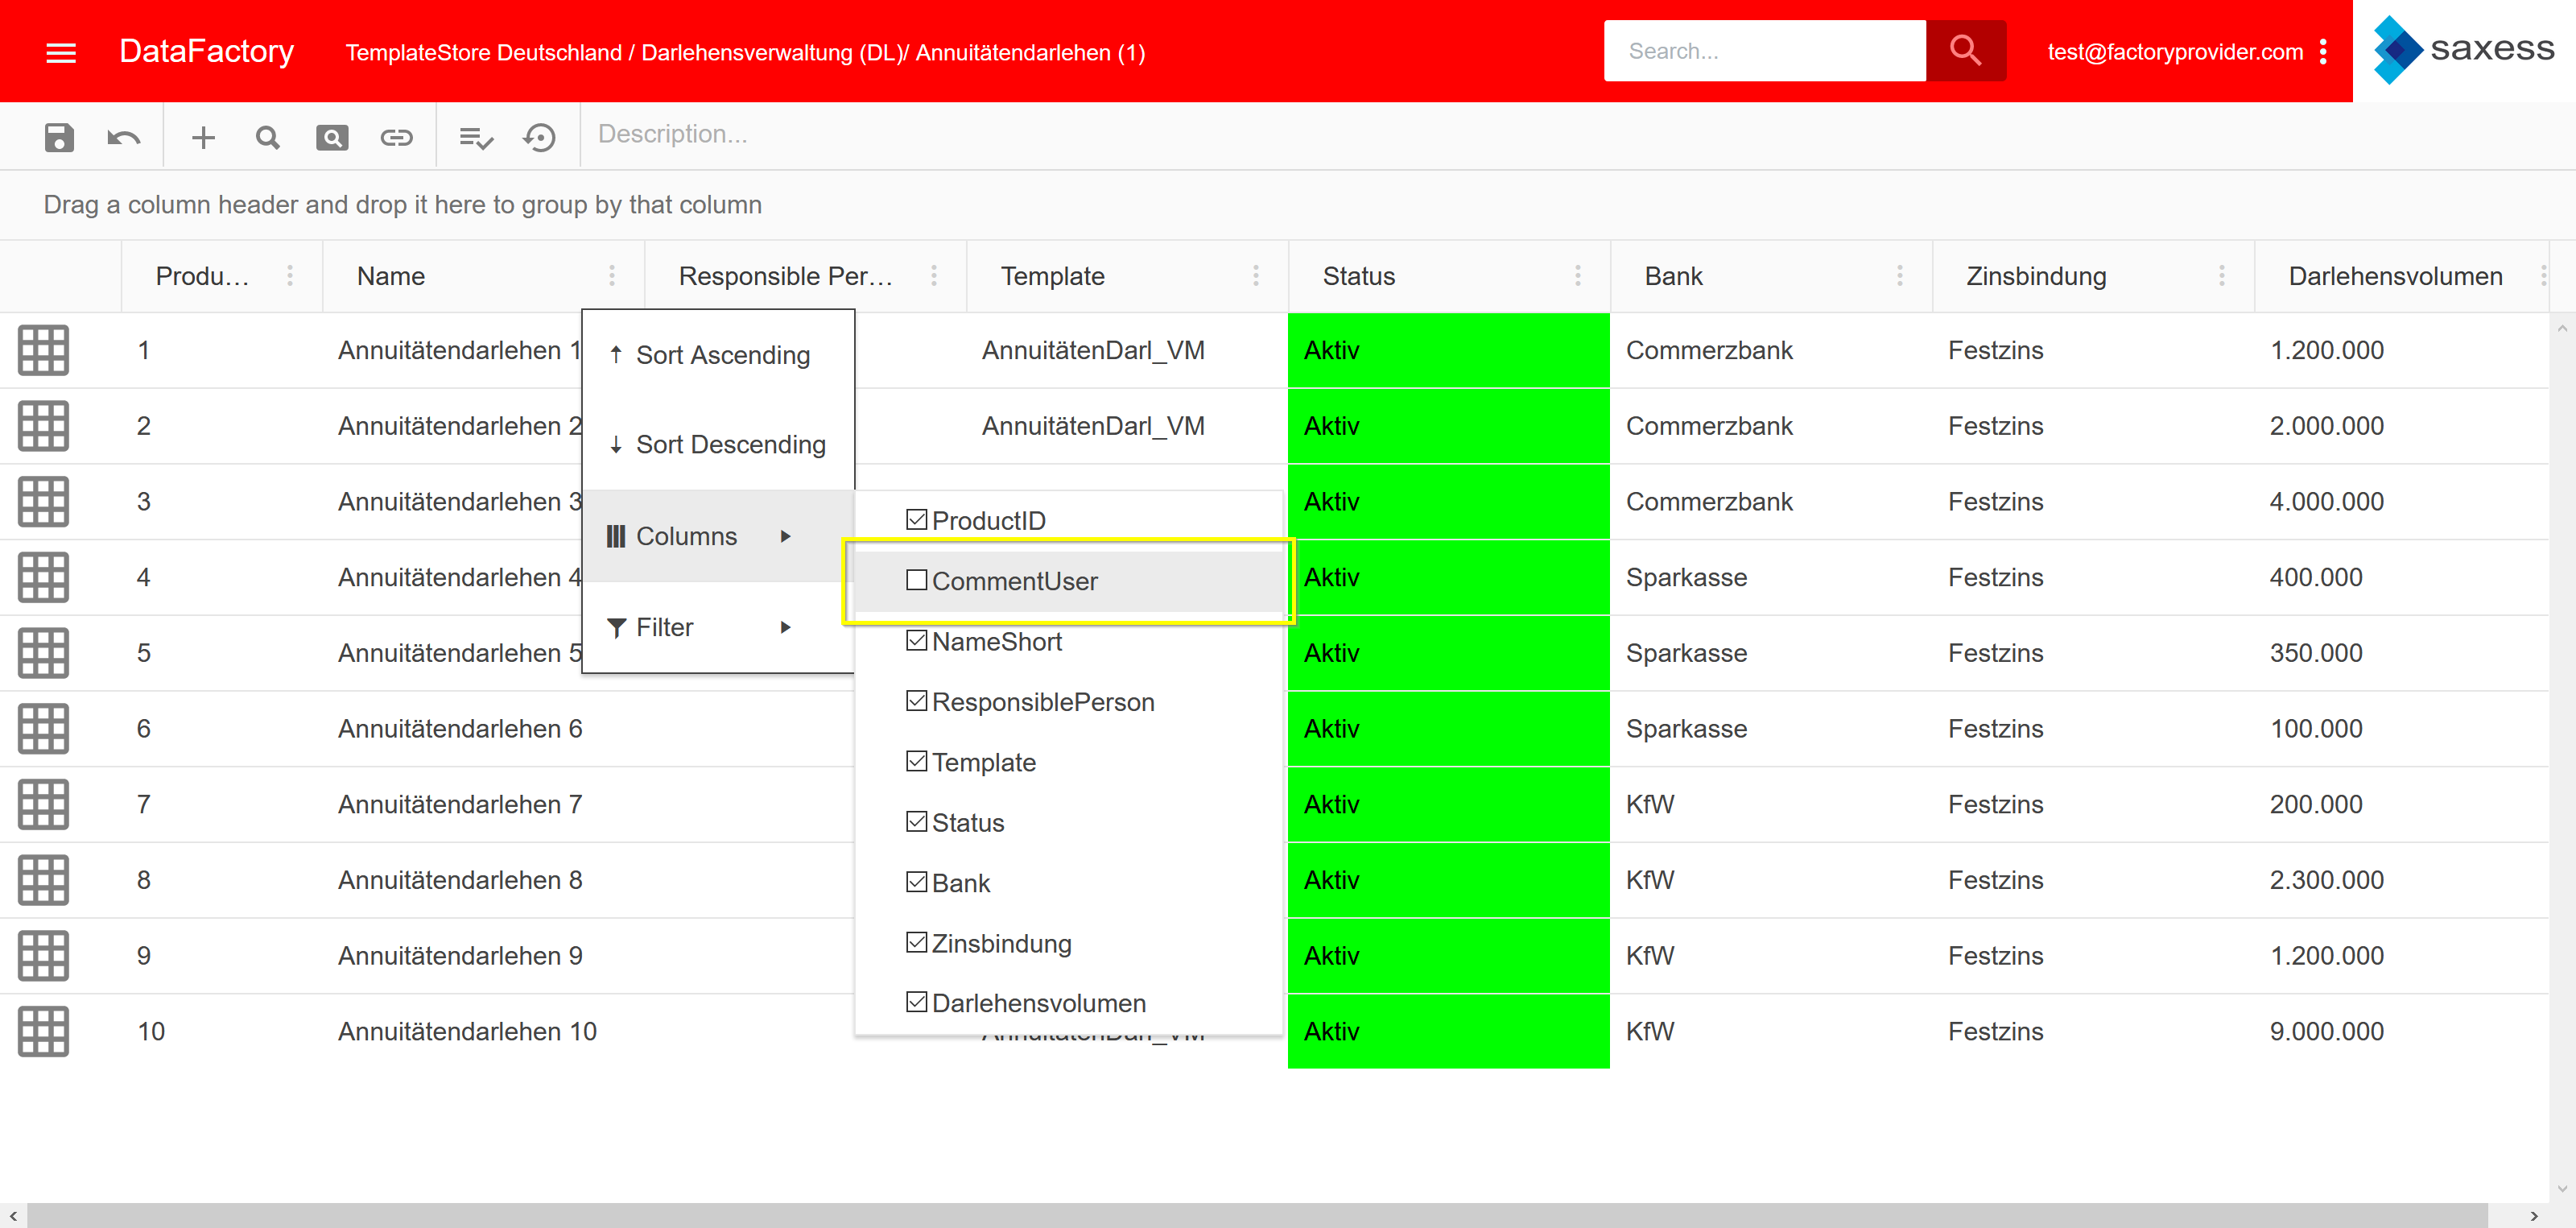 DataFactory
TemplateStore Deutschland / Darlehensverwaltung (DL)/ Annuitätendarlehen (1)
Search...
test@factoryprovider.com
saxess
Description...
Drag a column header and drop it here to group by that column
Produ... Name Responsible Per... Template Status Bank Zinsbindung Darlehensvolumen
1 Annuitätendarlehen 1 AnnuitätenDarl_VM Aktiv Commerzbank Festzins 1.200.000
2 Annuitätendarlehen 2 AnnuitätenDarl_VM Aktiv Commerzbank Festzins 2.000.000
3 Annuitätendarlehen 3 Aktiv Commerzbank Festzins 4.000.000
4 Annuitätendarlehen 4 Aktiv Sparkasse Festzins 400.000
5 Annuitätendarlehen 5 Aktiv Sparkasse Festzins 350.000
6 Annuitätendarlehen 6 Aktiv Sparkasse Festzins 100.000
7 Annuitätendarlehen 7 Aktiv KfW Festzins 200.000
8 Annuitätendarlehen 8 Aktiv KfW Festzins 2.300.000
9 Annuitätendarlehen 9 Aktiv KfW Festzins 1.200.000
10 Annuitätendarlehen 10 AnnuitätenDarl_VM Aktiv KfW Festzins 9.000.000
Sort Ascending
Sort Descending
Columns
Filter
ProductID
CommentUser
NameShort
ResponsiblePerson
Template
Status
Bank
Zinsbindung
Darlehensvolumen